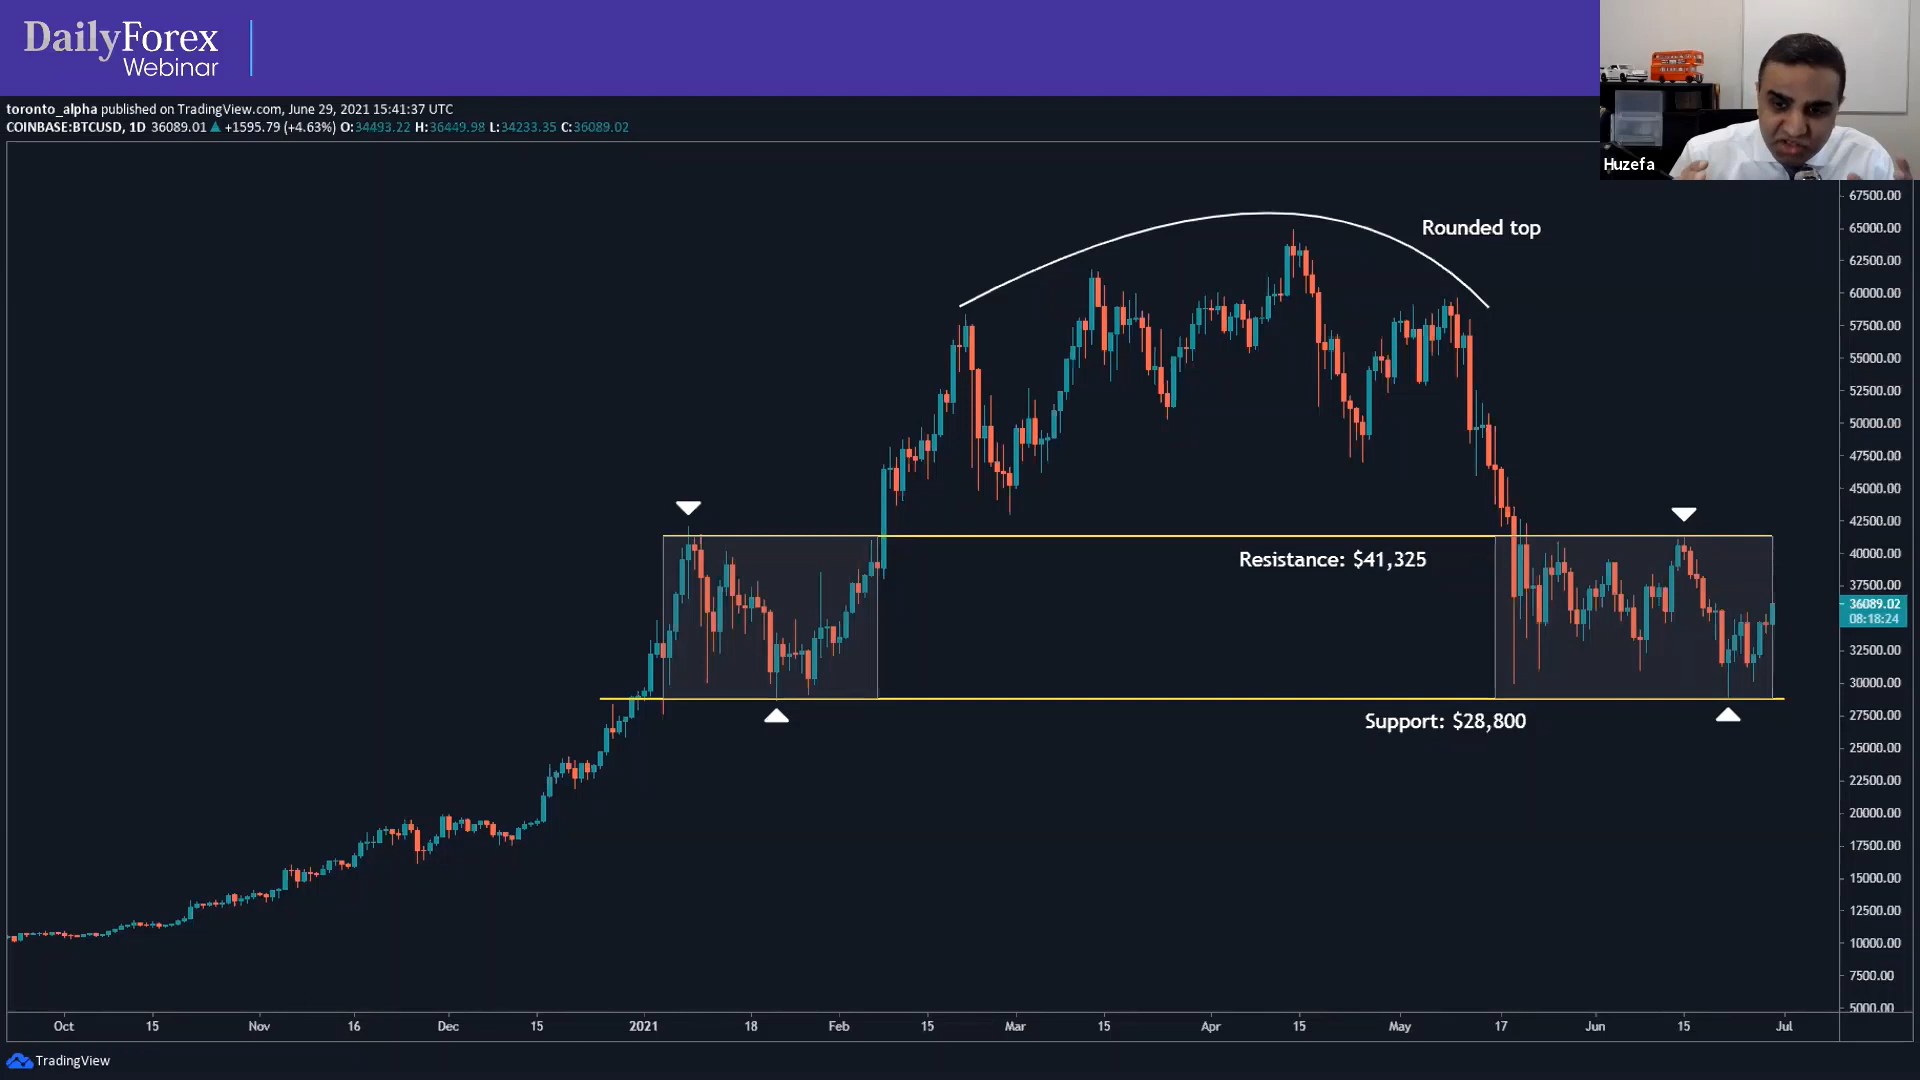 DailyForex
Webinar
toronto_alpha published on TradingView.com, June 29, 2021 15:41:37 UTC
COINBASE:BTCUSD, 1D 36089.01 ▲ +1595.79 (+4.63%) O:34493.22 H:36449.98 L:34233.35 C:36089.02
Huzefa
67500.00
Rounded top
65000.00
62500.00
60000.00
57500.00
55000.00
52500.00
50000.00
47500.00
45000.00
42500.00
Resistance: $41,325
40000.00
37500.00
36089.02
08:18:24
32500.00
30000.00
Support: $28,800
27500.00
25000.00
22500.00
20000.00
17500.00
15000.00
12500.00
10000.00
7500.00
5000.00
Oct 15 Nov 16 Dec 15 2021 18 Feb 15 Mar 15 Apr 15 May 17 Jun 15 Jul
TradingView